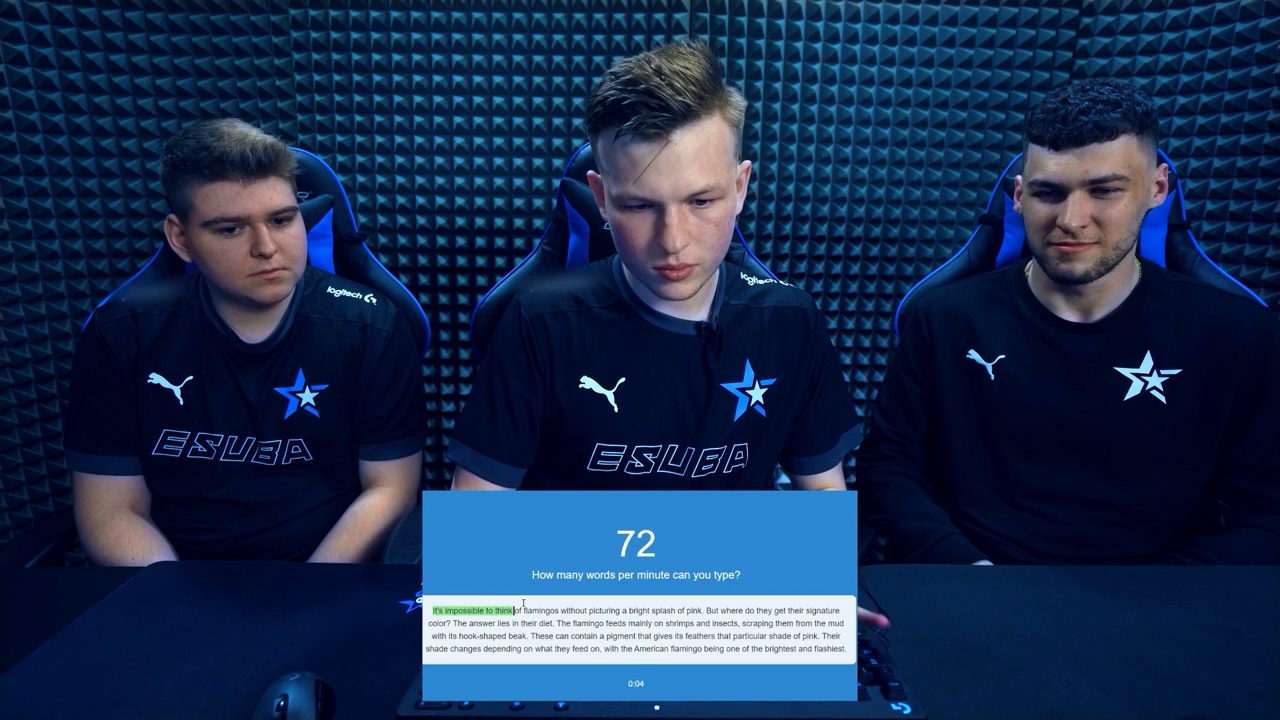 logitech G
logitech
ESUBA
ESUBA
72
How many words per minute can you type?
It's impossible to think of flamingos without picturing a bright splash of pink. But where do they get their signature
color? The answer lies in their diet. The flamingo feeds mainly on shrimps and insects, scraping them from the mud
with its hook-shaped beak. These can contain a pigment that gives its feathers that particular shade of pink. Their
shade changes depending on what they feed on, with the American flamingo being one of the brightest and flashiest.
0:04